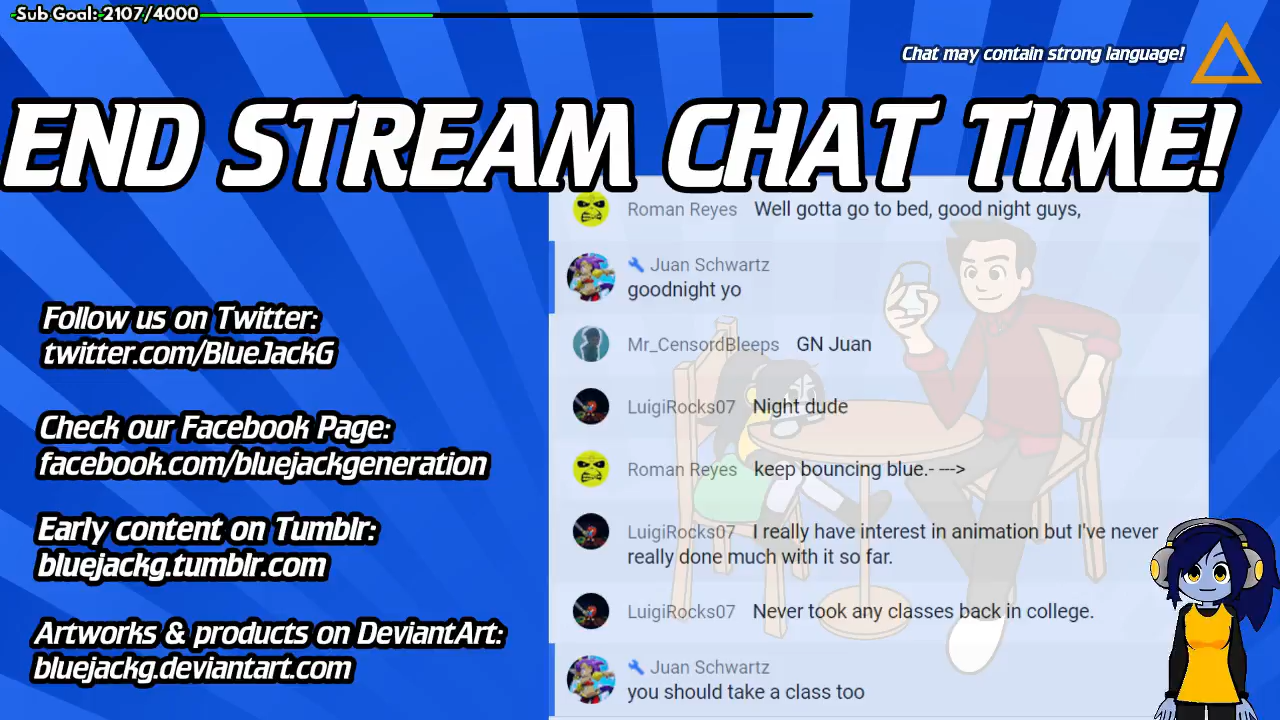 Sub Goal: 2107/4000
Chat may contain strong language!
END STREAM CHAT TIME!
Follow us on Twitter:
twitter.com/BlueJackG
Check our Facebook Page:
facebook.com/bluejackgeneration
Early content on Tumblr:
bluejackg.tumblr.com
Artworks & products on DeviantArt:
bluejackg.deviantart.com
Roman Reyes Well gotta go to bed, good night guys,
Juan Schwartz
goodnight yo
Mr_CensordBleeps GN Juan
LuigiRocks07 Night dude
Roman Reyes keep bouncing blue.- --->
LuigiRocks07 I really have interest in animation but I've never
really done much with it so far.
LuigiRocks07 Never took any classes back in college.
Juan Schwartz
you should take a class too